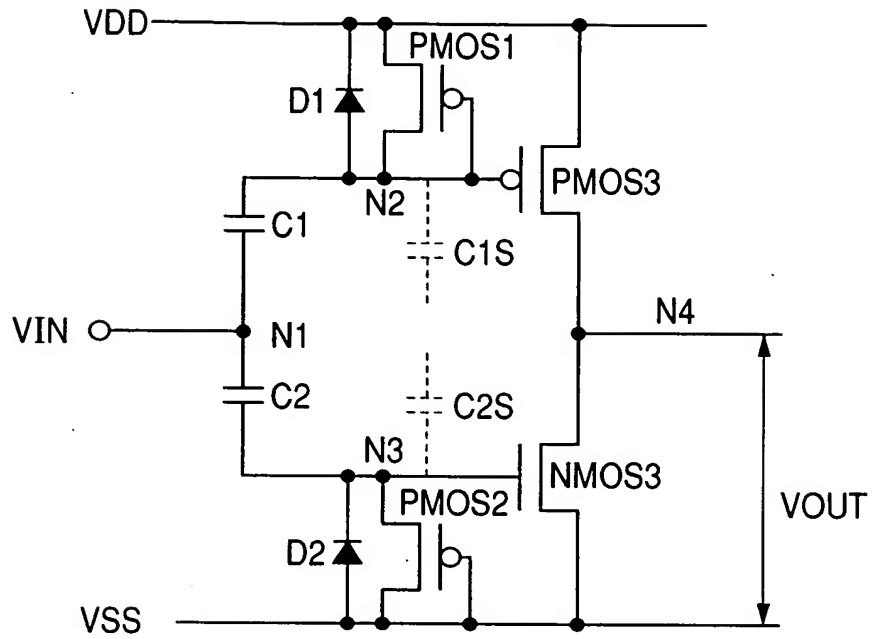 VDD
PMOS1
D1
PMOS3
N2
C1
C1S
VIN
N1
N4
C2
C2S
N3
NMOS3
PMOS2
VOUT
D2
VSS